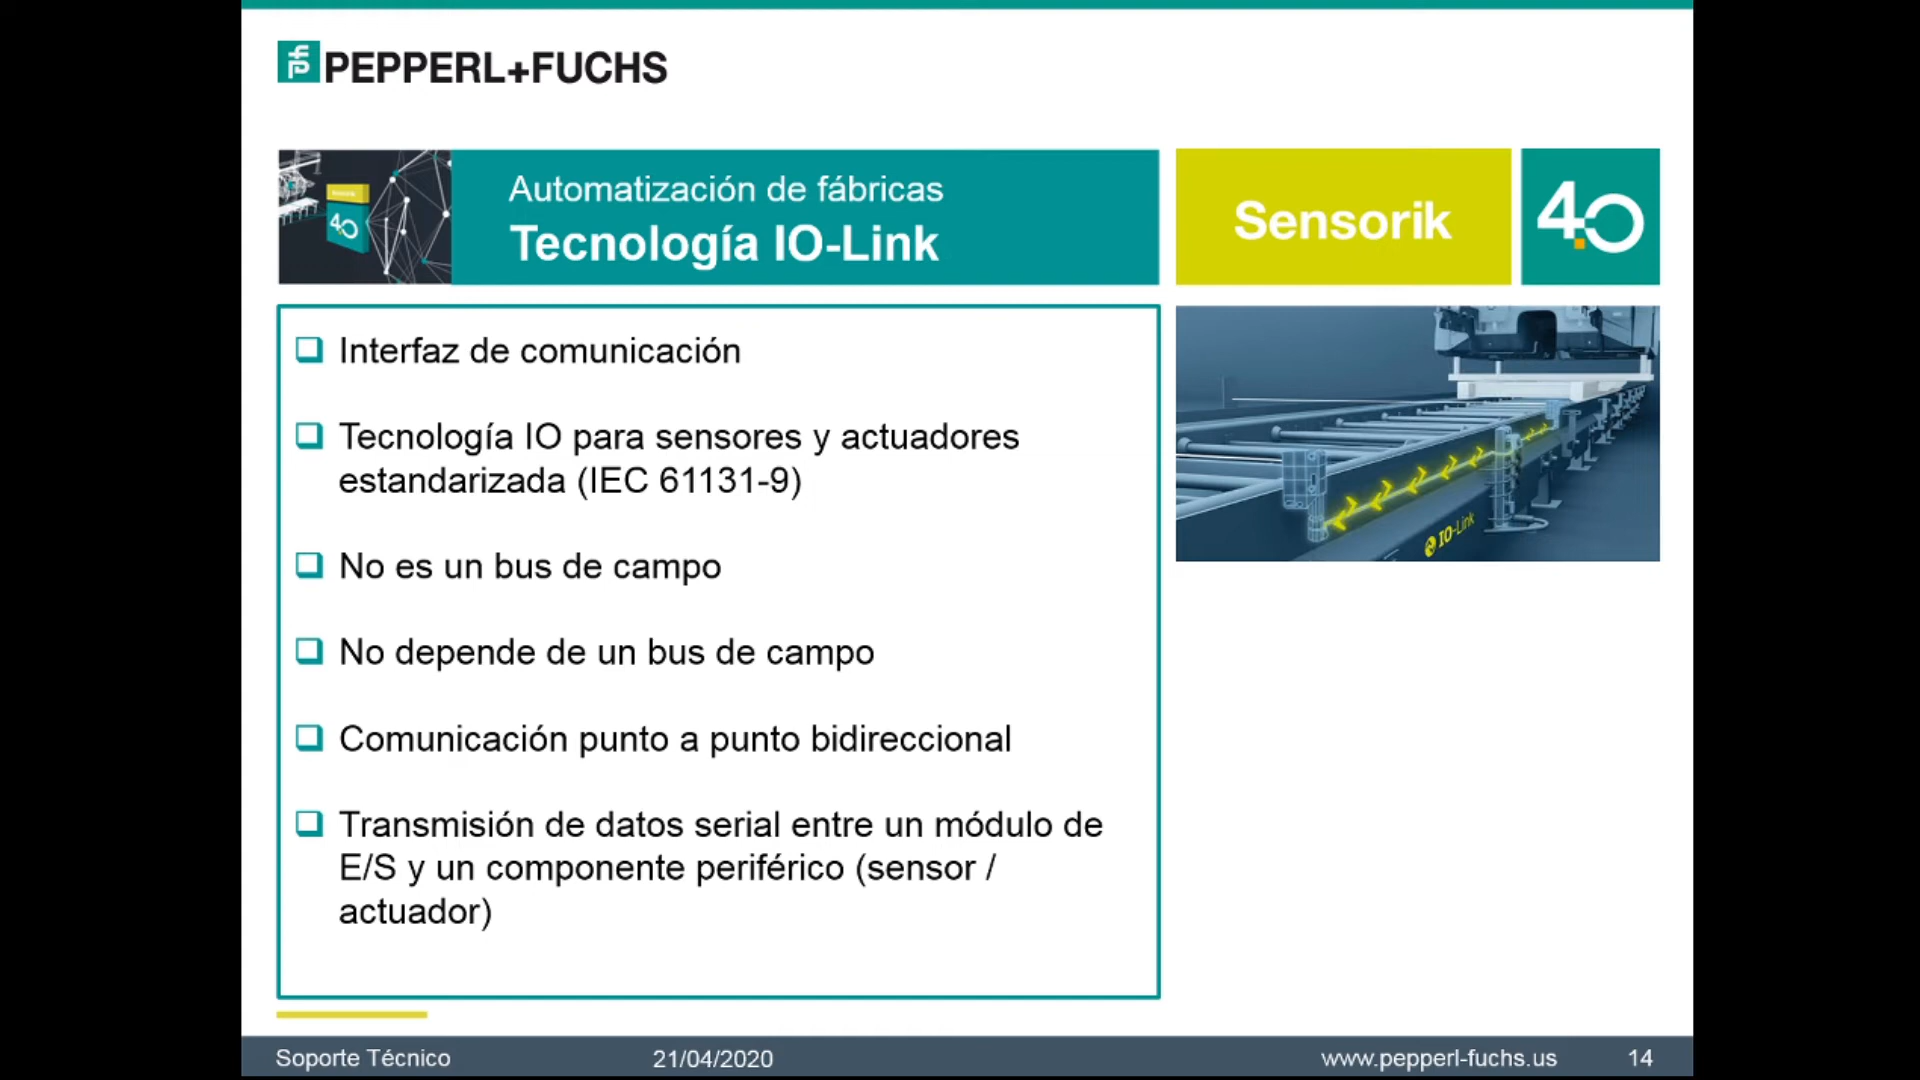 PEPPERL+FUCHS
Automatización de fábricas
Tecnología IO-Link
Sensorik
4.0
4.0
Interfaz de comunicación
Tecnología IO para sensores y actuadores
estandarizada (IEC 61131-9)
No es un bus de campo
No depende de un bus de campo
Comunicación punto a punto bidireccional
Transmisión de datos serial entre un módulo de
E/S y un componente periférico (sensor /
actuador)
IO-Link
Soporte Técnico
21/04/2020
www.pepperl-fuchs.us
14